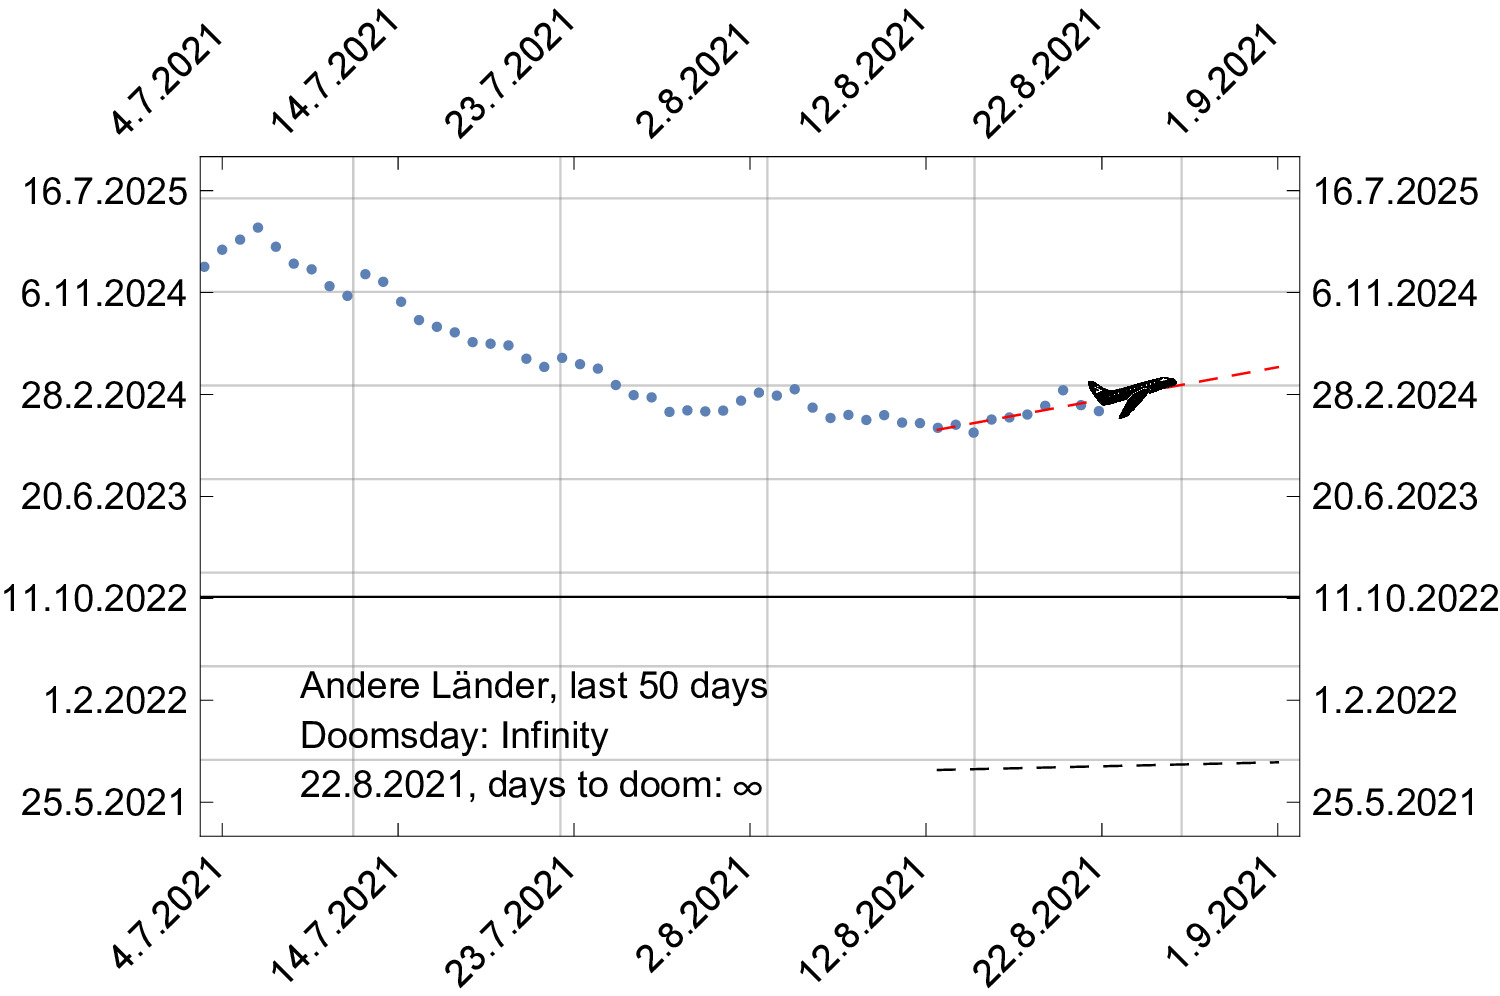 4.7.2021 14.7.2021 23.7.2021 2.8.2021 12.8.2021 22.8.2021 1.9.2021
16.7.2025 16.7.2025
6.11.2024 6.11.2024
28.2.2024 28.2.2024
20.6.2023 20.6.2023
11.10.2022 11.10.2022
Andere Länder, last 50 days
1.2.2022 1.2.2022
Doomsday: Infinity
22.8.2021, days to doom: ∞
25.5.2021 25.5.2021
4.7.2021 14.7.2021 23.7.2021 2.8.2021 12.8.2021 22.8.2021 1.9.2021